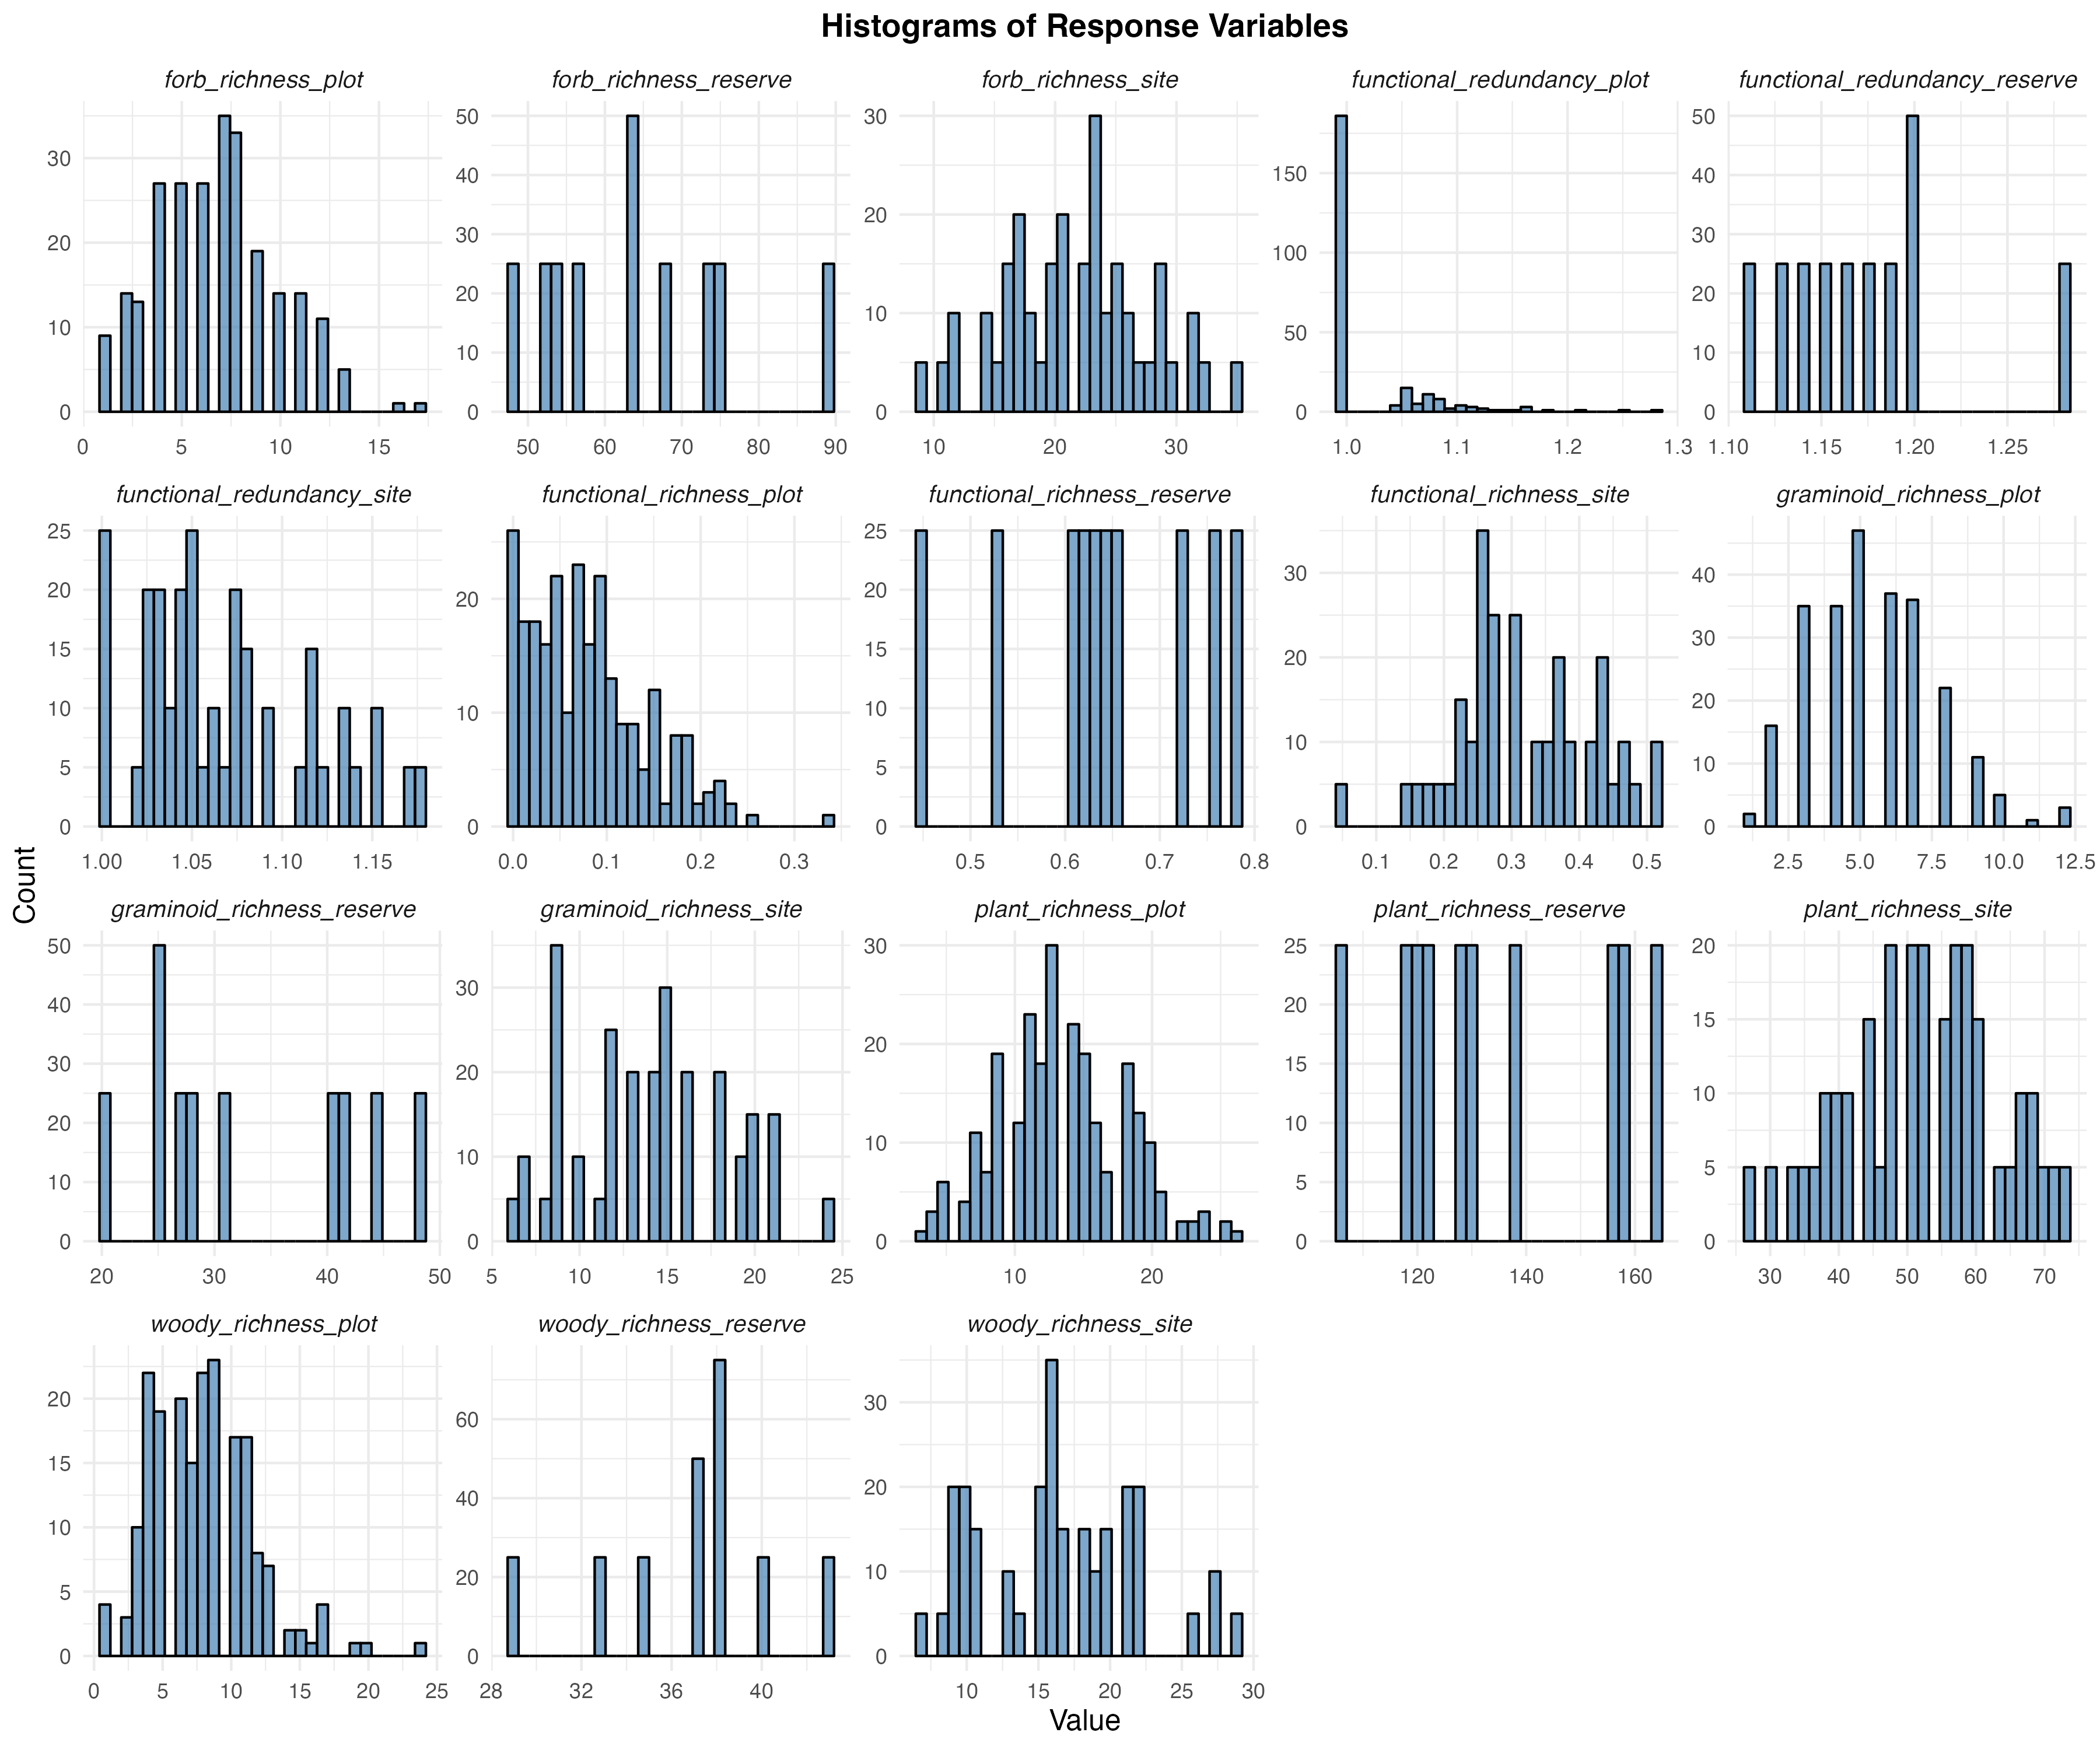 Histograms of Response Variables
forb_richness_plot forb_richness_reserve forb_richness_site functional_redundancy_plot functional_redundancy_reserve
30 20 10 0
0 5 10 15
50 40 30 20 10 0
50 60 70 80 90
30 20 10 0
10 20 30
150 100 50 0
1.0 1.1 1.2 1.3
50 40 30 20 10 0
1.10 1.15 1.20 1.25
functional_redundancy_site functional_richness_plot functional_richness_reserve functional_richness_site graminoid_richness_plot
25 20 15 10 5 0
1.00 1.05 1.10 1.15
20 10 0
0.0 0.1 0.2 0.3
25 20 15 10 5 0
0.5 0.6 0.7 0.8
30 20 10 0
0.1 0.2 0.3 0.4 0.5
40 30 20 10 0
2.5 5.0 7.5 10.0 12.5
Count
graminoid_richness_reserve graminoid_richness_site plant_richness_plot plant_richness_reserve plant_richness_site
50 40 30 20 10 0
20 30 40 50
30 20 10 0
5 10 15 20 25
30 20 10 0
10 20
25 20 15 10 5 0
120 140 160
20 15 10 5 0
30 40 50 60 70
woody_richness_plot woody_richness_reserve woody_richness_site
20 15 10 5 0
0 5 10 15 20 25
60 40 20 0
28 32 36 40
30 20 10 0
10 15 20 25 30
Value